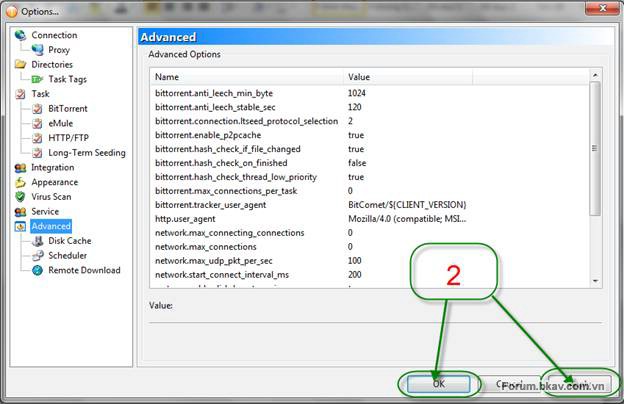 Options...
Connection
Proxy
Directories
Task Tags
Task
BitTorrent
eMule
HTTP/FTP
Long-Term Seeding
Integration
Appearance
Virus Scan
Service
Advanced
Disk Cache
Scheduler
Remote Download
Advanced
Advanced Options
Name Value
bittorrent.anti_leech_min_byte 1024
bittorrent.anti_leech_stable_sec 120
bittorrent.connection.ltseed_protocol_selection 2
bittorrent.enable_p2pcache true
bittorrent.hash_check_if_file_changed true
bittorrent.hash_check_on_finished false
bittorrent.hash_check_thread_low_priority true
bittorrent.max_connections_per_task 0
bittorrent.tracker_user_agent BitComet/${CLIENT_VERSION}
http.user_agent Mozilla/4.0 (compatible; MSI...
network.max_connecting_connections 0
network.max_connections 0
network.max_udp_pkt_per_sec 100
network.start_connect_interval_ms 200
Value:
2
OK
Forum.bkav.com.vn